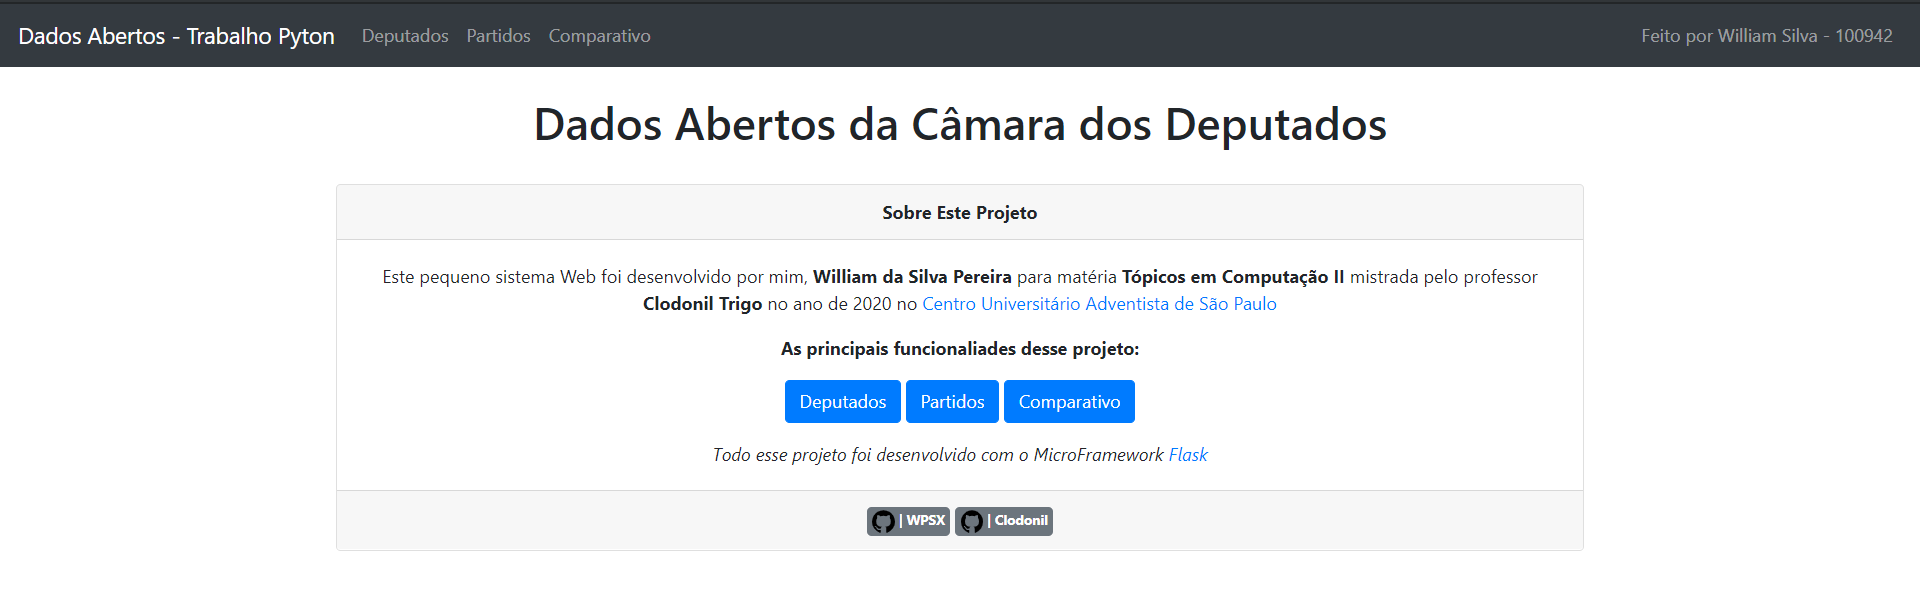 Dados Abertos - Trabalho Pyton Deputados Partidos Comparativo Feito por William Silva - 100942
Dados Abertos da Câmara dos Deputados
Sobre Este Projeto
Este pequeno sistema Web foi desenvolvido por mim, William da Silva Pereira para matéria Tópicos em Computação II mistrada pelo professor
Clodonil Trigo no ano de 2020 no Centro Universitário Adventista de São Paulo
As principais funcionaliades desse projeto:
Deputados Partidos Comparativo
Todo esse projeto foi desenvolvido com o MicroFramework Flask
| WPSX | Clodonil